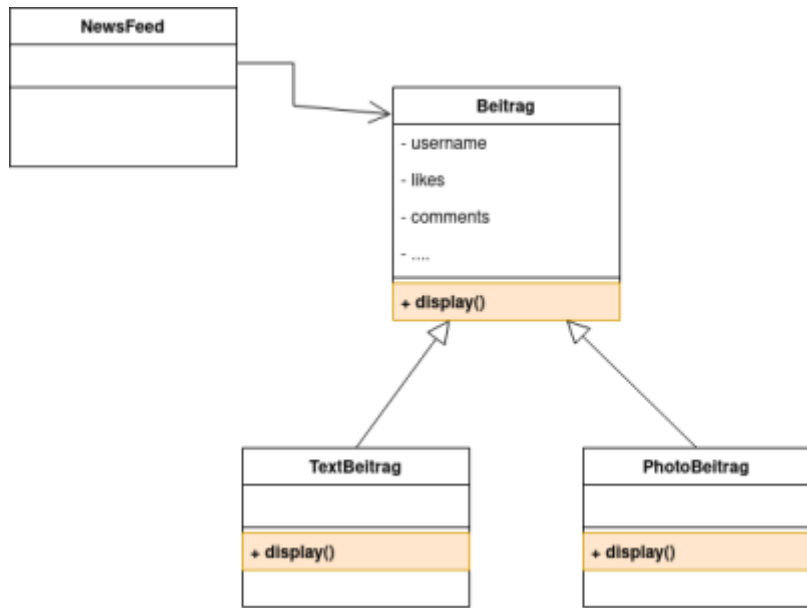 NewsFeed
Beitrag
- username
- likes
- comments
- ....
+ display()
TextBeitrag
+ display()
PhotoBeitrag
+ display()